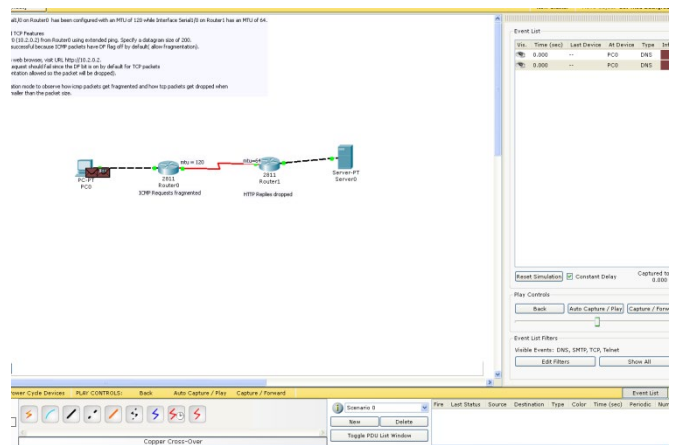 al1/0 on Router0 has been configured with an MTU of 120 while Interface Serial1/0 on Router1 has an MTU of 64.
d TCP Features
0 (10.2.0.2) from Router0 using extended ping. Specify a datagram size of 200.
successful because ICMP packets have DF flag off by default( allow fragmentation).
web browser, visit URL http://10.2.0.2.
equest should fail since the DF bit is on by default for TCP packets
entation allowed so the packet will be dropped).
ation mode to observe how icmp packets get fragmented and how tcp packets get dropped when
smaller than the packet size.
PC-PT
PC0
mtu = 120
2811
Router0
ICMP Requests fragmented
2811
Router1
HTTP Replies dropped
Server-PT
Server0
Event List
Vis. Time (sec) Last Device At Device Type Inf
0.000 -- PC0 DNS
0.000 -- PC0 DNS
Reset Simulation Constant Delay Captured to
0.000
Play Controls
Back Auto Capture / Play Capture / Forw
Event List Filters
Visible Events: DNS, SMTP, TCP, Telnet
Edit Filters Show All
Power Cycle Devices PLAY CONTROLS: Back Auto Capture / Play Capture / Forward Event List
Scenario 0
New Delete
Toggle PDU List Window
Fire Last Status Source Destination Type Color Time (sec) Periodic Num
Copper Cross-Over